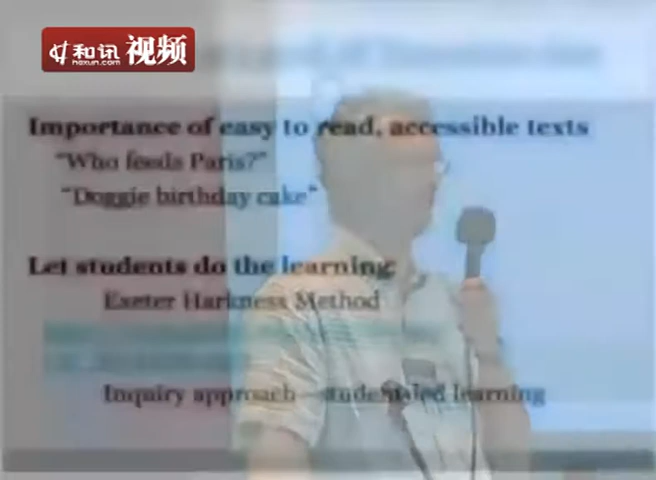 和讯 视频
hexun.com
Importance of easy to read, accessible texts
"Who feeds Paris?"
"Doggie birthday cake"
Let students do the learning:
Exeter Harkness Method
Inquiry approach—student-led learning